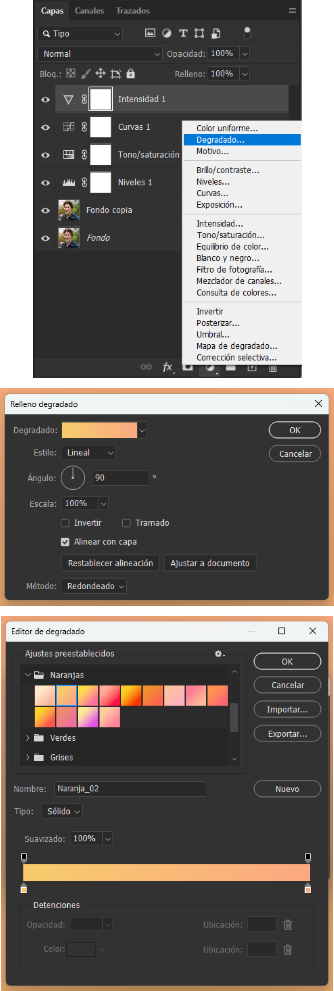 Capas Canales Trazados
Tipo
Normal Opacidad: 100%
Bloq.: Relleno: 100%
Intensidad 1
Curvas 1
Tono/saturación
Niveles 1
Fondo copia
Fondo
fx
Color uniforme...
Degradado...
Motivo...
Brillo/contraste...
Niveles...
Curvas...
Exposición...
Intensidad...
Tono/saturación...
Equilibrio de color...
Blanco y negro...
Filtro de fotografía...
Mezclador de canales...
Consulta de colores...
Invertir
Posterizar...
Umbral...
Mapa de degradado...
Corrección selectiva...
Relleno degradado
Degradado: OK
Estilo: Lineal Cancelar
Ángulo: 90 °
Escala: 100%
Invertir Tramado
Alinear con capa
Restablecer alineación Ajustar a documento
Método: Redondeado
Editor de degradado
Ajustes preestablecidos OK
Naranjas Cancelar
Importar...
Exportar...
Verdes
Grises
Nombre: Naranja_02 Nuevo
Tipo: Sólido
Suavizado: 100%
Detenciones
Opacidad: Ubicación:
Color: Ubicación: